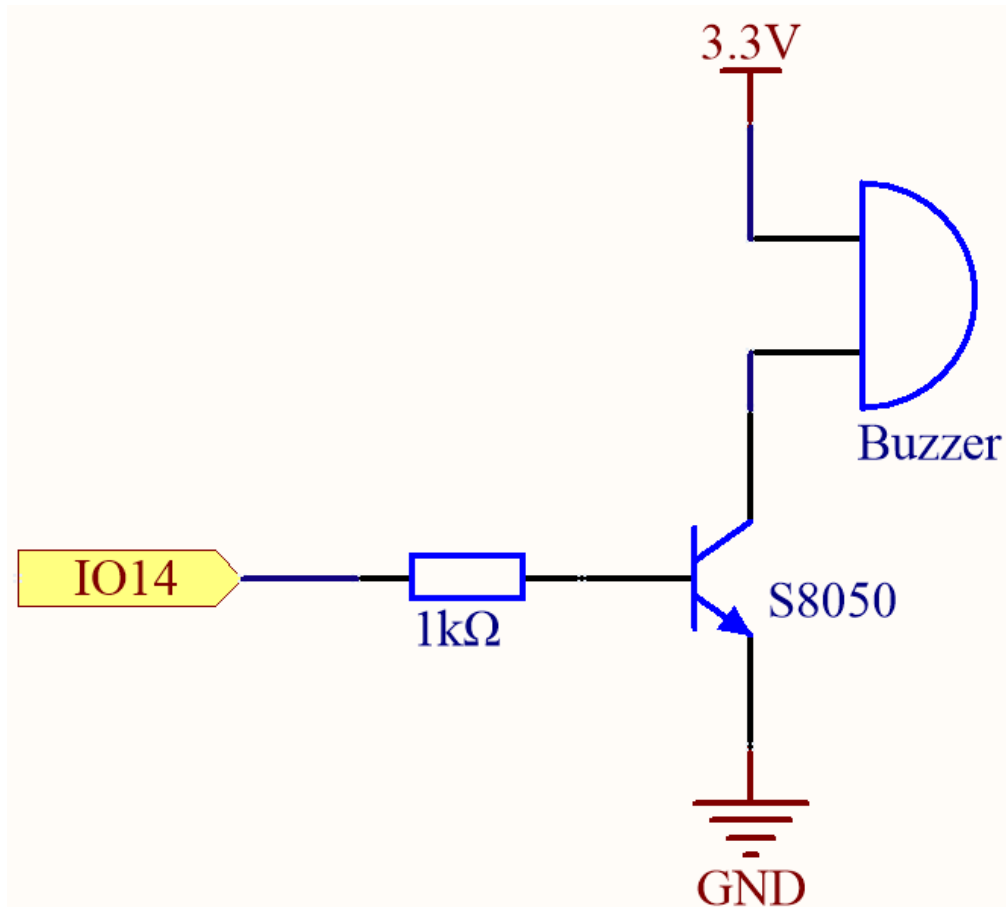 3.3V
Buzzer
IO14
1kΩ
S8050
GND